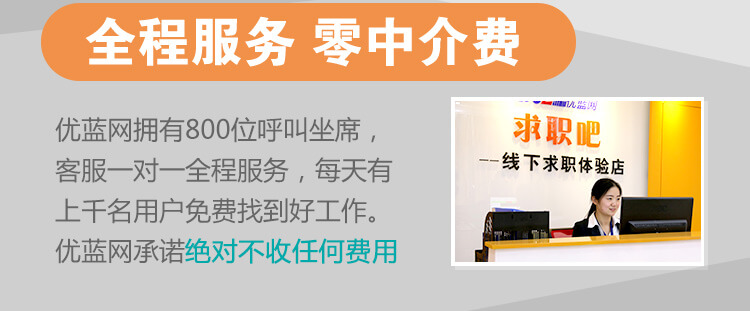 全程服务 零中介费
优蓝网拥有800位呼叫坐席，
客服一对一全程服务，每天有
上千名用户免费找到好工作。
优蓝网承诺绝对不收任何费用
优蓝网
求职吧
--线下求职体验店